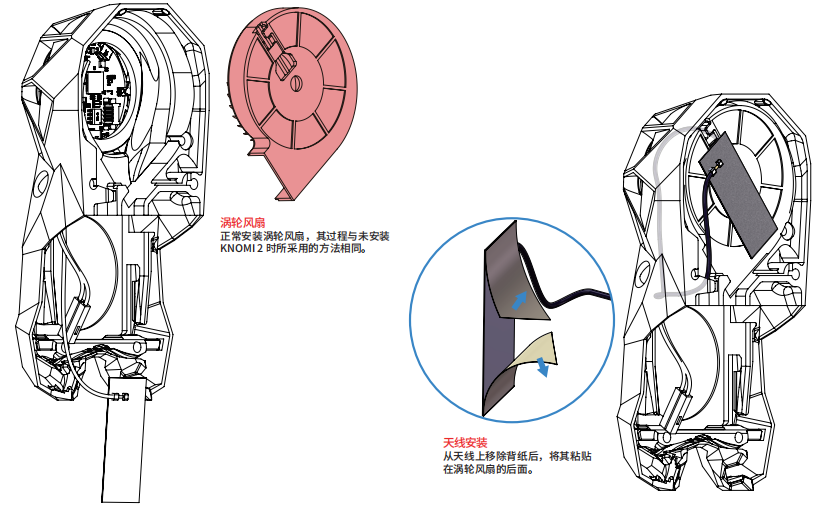 涡轮风扇
正常安装涡轮风扇，其过程与未安装
KNOMI 2 时所采用的方法相同。
天线安装
从天线上移除背纸后，将其粘贴
在涡轮风扇的后面。